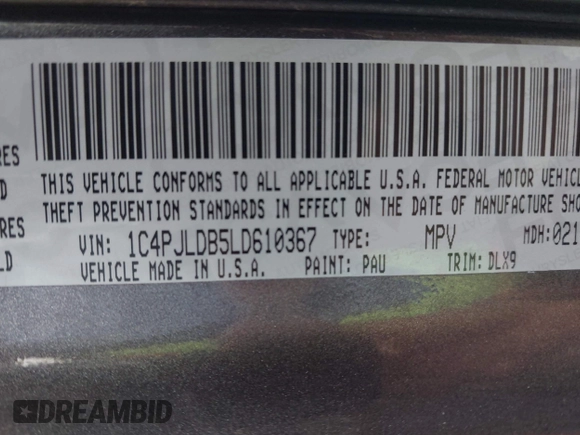 RES
THIS VEHICLE CONFORMS TO ALL APPLICABLE U.S.A. FEDERAL MOTOR VEHICL
D
THEFT PREVENTION STANDARDS IN EFFECT ON THE DATE OF MANUFACTURE SHO
RES
VIN: 1C4PJLDB5LD610367 TYPE: MPV MDH:021
LD
VEHICLE MADE IN U.S.A. PAINT: PAU TRIM: DLX9
DREAMBID